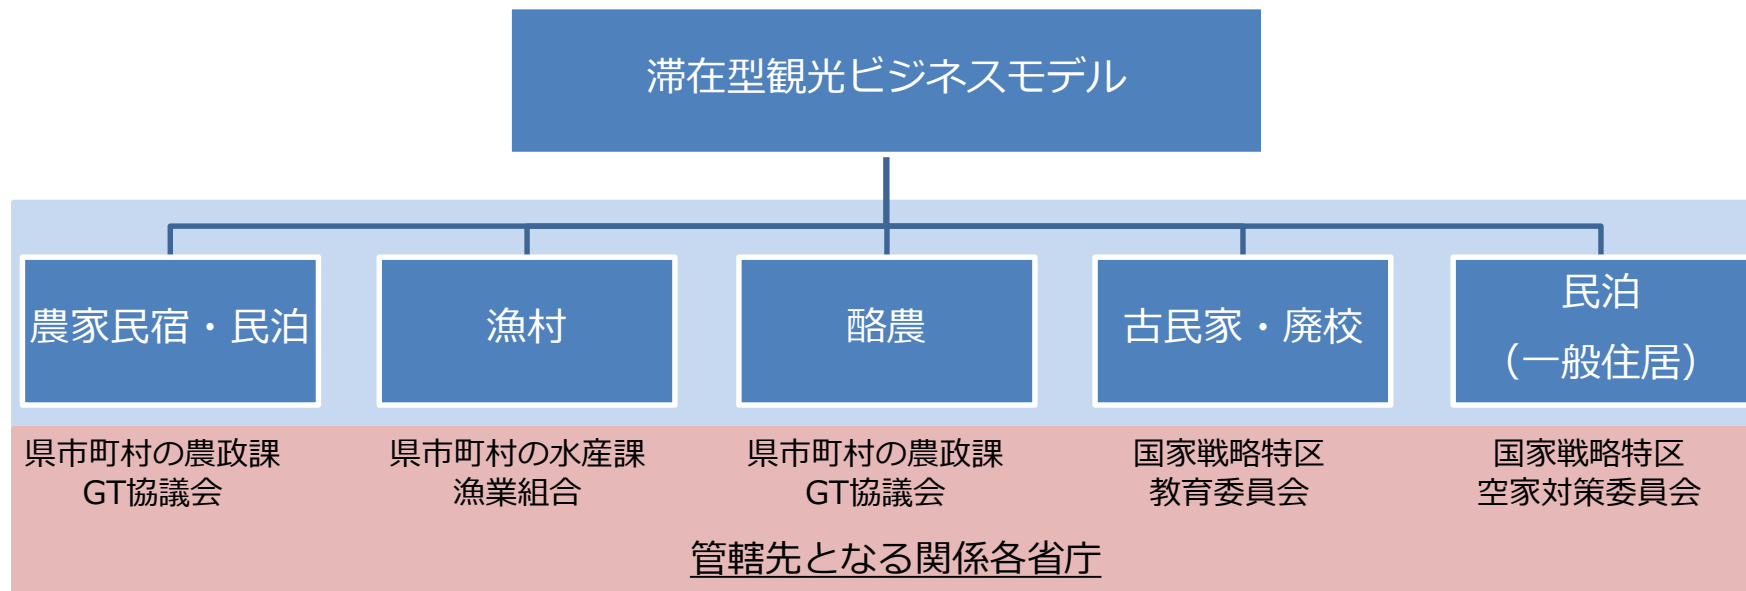 滞在型観光ビジネスモデル
農家民宿・民泊
漁村
酪農
古民家・廃校
民泊
（一般住居）
県市町村の農政課
GT協議会
県市町村の水産課
漁業組合
県市町村の農政課
GT協議会
国家戦略特区
教育委員会
国家戦略特区
空家対策委員会
管轄先となる関係各省庁